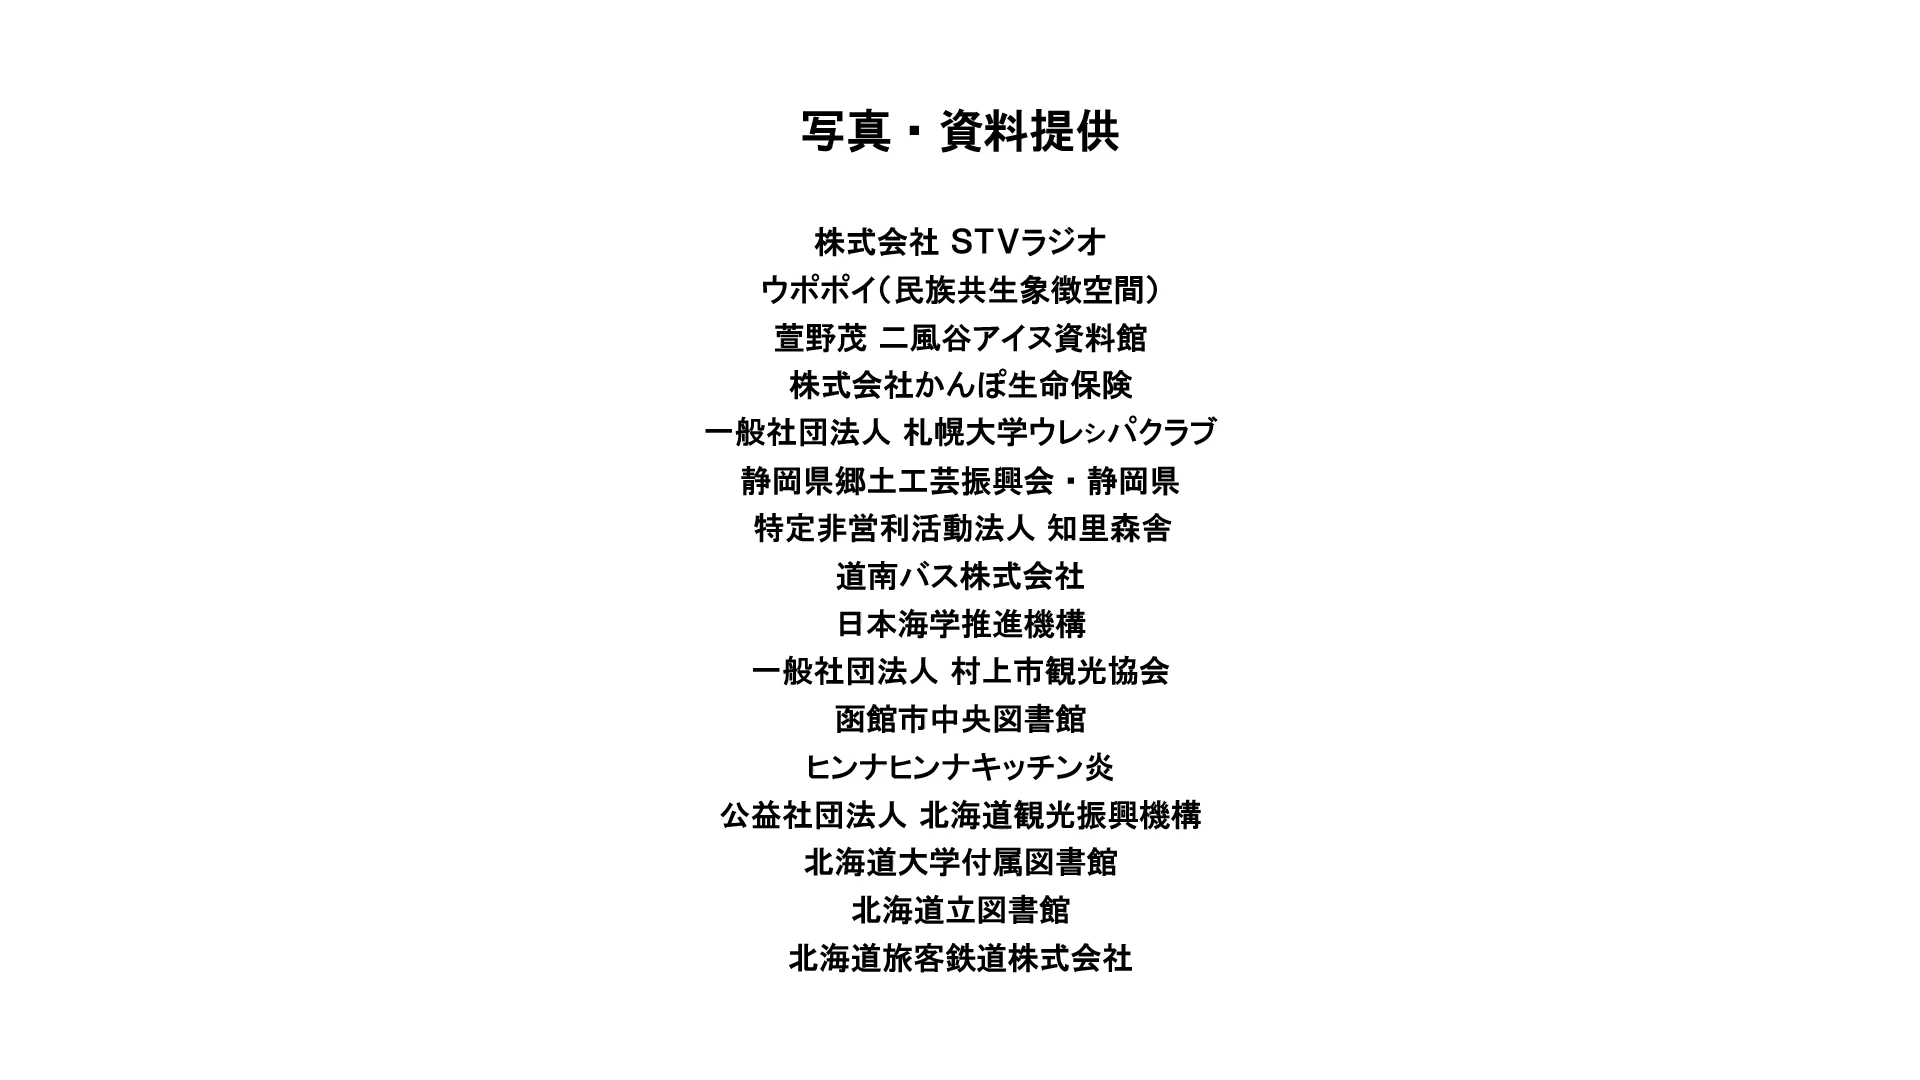 写真・資料提供
株式会社 STVラジオ
ウポポイ（民族共生象徴空間）
萱野茂 二風谷アイヌ資料館
株式会社かんぽ生命保険
一般社団法人 札幌大学ウレㇱパクラブ
静岡県郷土工芸振興会・静岡県
特定非営利活動法人 知里森舎
道南バス株式会社
日本海学推進機構
一般社団法人 村上市観光協会
函館市中央図書館
ヒンナヒンナキッチン炎
公益社団法人 北海道観光振興機構
北海道大学付属図書館
北海道立図書館
北海道旅客鉄道株式会社